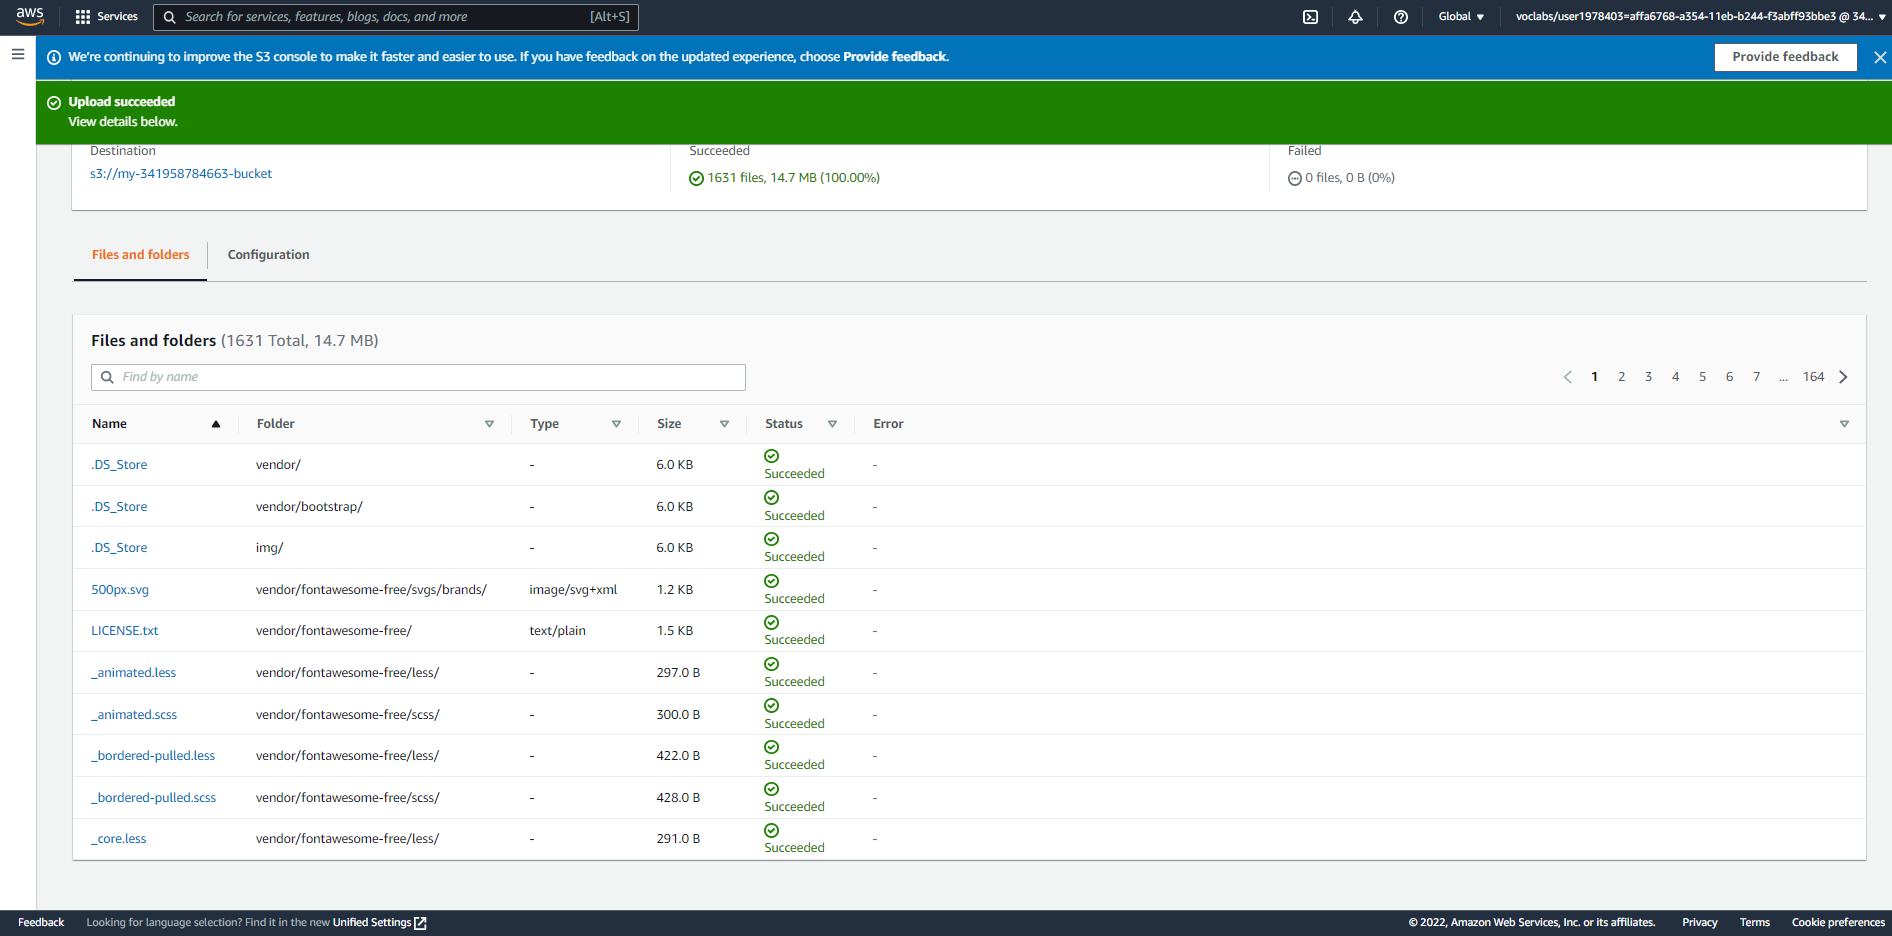 aws Services Search for services, features, blogs, docs, and more [Alt+S] Global voclabs/user1978403=affa6768-a354-11eb-b244-f3abff93bbe3 @ 34...
We're continuing to improve the S3 console to make it faster and easier to use. If you have feedback on the updated experience, choose Provide feedback. Provide feedback
Upload succeeded
View details below.
Destination Succeeded Failed
s3://my-341958784663-bucket 1631 files, 14.7 MB (100.00%) 0 files, 0 B (0%)
Files and folders Configuration
Files and folders (1631 Total, 14.7 MB)
Find by name 1 2 3 4 5 6 7 ... 164
Name Folder Type Size Status Error
.DS_Store vendor/ - 6.0 KB Succeeded -
.DS_Store vendor/bootstrap/ - 6.0 KB Succeeded -
.DS_Store img/ - 6.0 KB Succeeded -
500px.svg vendor/fontawesome-free/svgs/brands/ image/svg+xml 1.2 KB Succeeded -
LICENSE.txt vendor/fontawesome-free/ text/plain 1.5 KB Succeeded -
_animated.less vendor/fontawesome-free/less/ - 297.0 B Succeeded -
_animated.scss vendor/fontawesome-free/scss/ - 300.0 B Succeeded -
_bordered-pulled.less vendor/fontawesome-free/less/ - 422.0 B Succeeded -
_bordered-pulled.scss vendor/fontawesome-free/scss/ - 428.0 B Succeeded -
_core.less vendor/fontawesome-free/less/ - 291.0 B Succeeded -
Feedback Looking for language selection? Find it in the new Unified Settings © 2022, Amazon Web Services, Inc. or its affiliates. Privacy Terms Cookie preferences